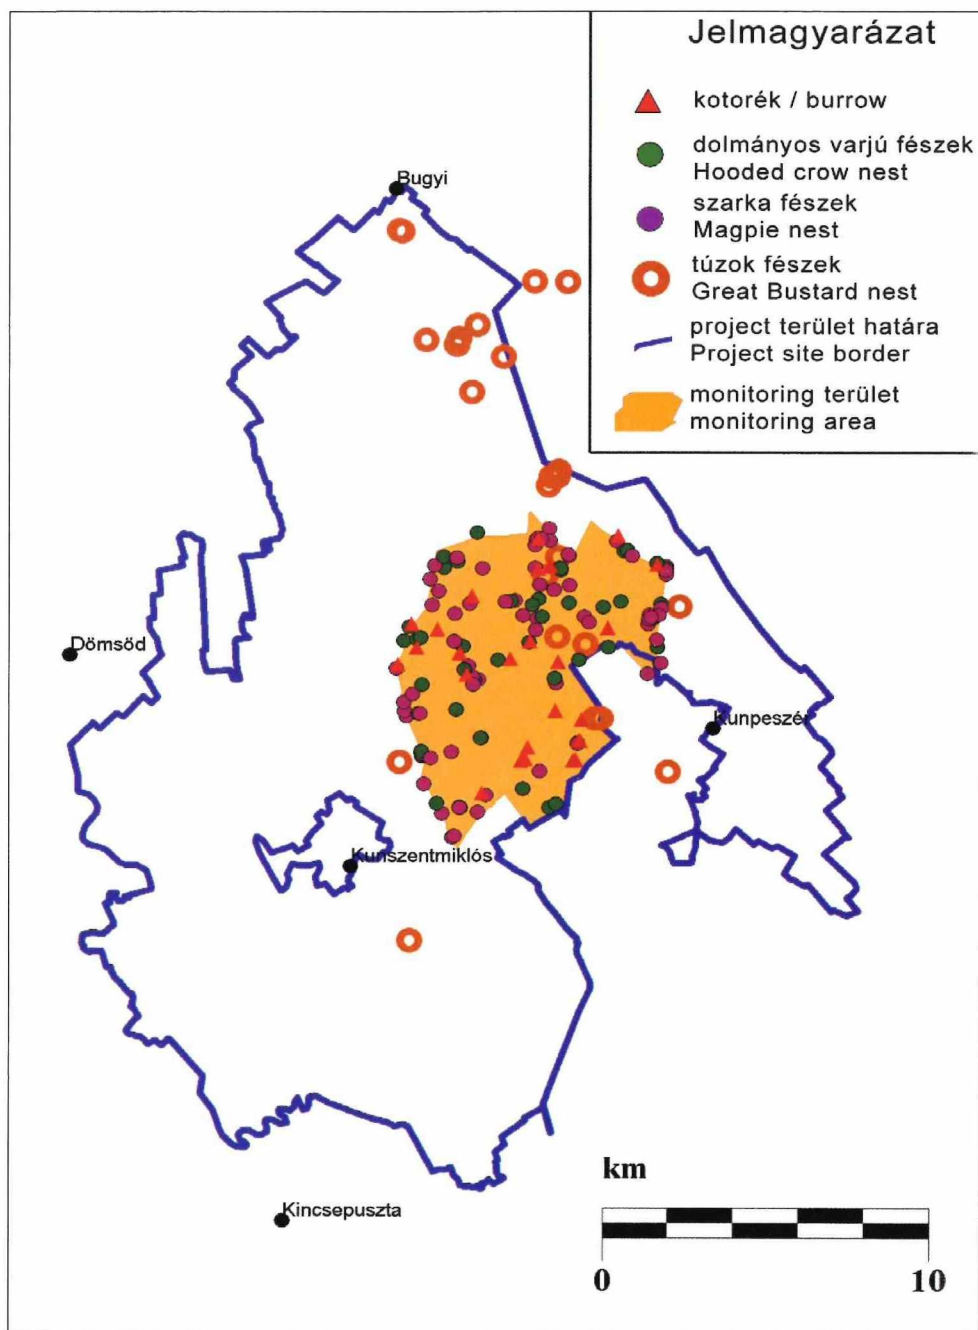 Jelmagyarázat
kotorék / burrow
dolmányos varjú fészek
Hooded crow nest
szarka fészek
Magpie nest
túzok fészek
Great Bustard nest
project terület határa
Project site border
monitoring terület
monitoring area
Bugyi
Dömsöd
Kunpeszér
Kunszentmiklós
Kincsepuszta
km
0 10